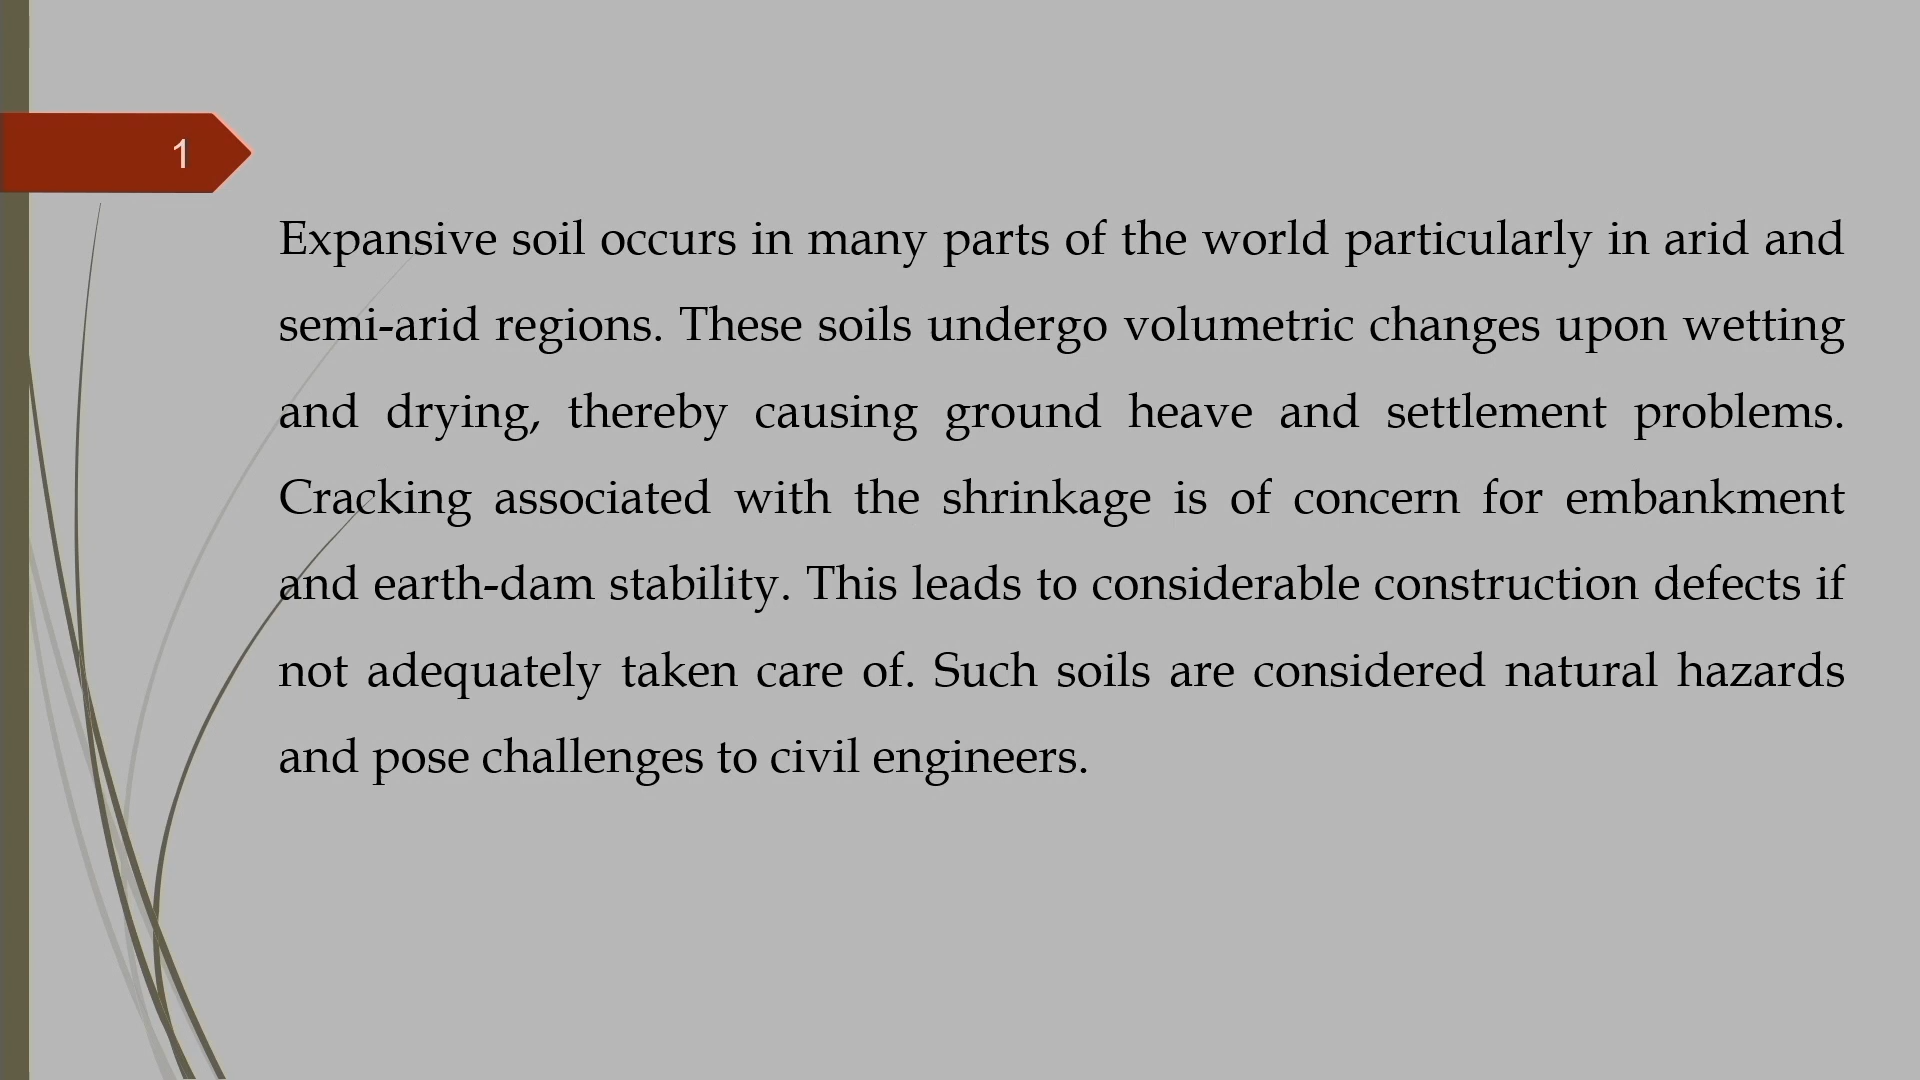 1
Expansive soil occurs in many parts of the world particularly in arid and
semi-arid regions. These soils undergo volumetric changes upon wetting
and drying, thereby causing ground heave and settlement problems.
Cracking associated with the shrinkage is of concern for embankment
and earth-dam stability. This leads to considerable construction defects if
not adequately taken care of. Such soils are considered natural hazards
and pose challenges to civil engineers.